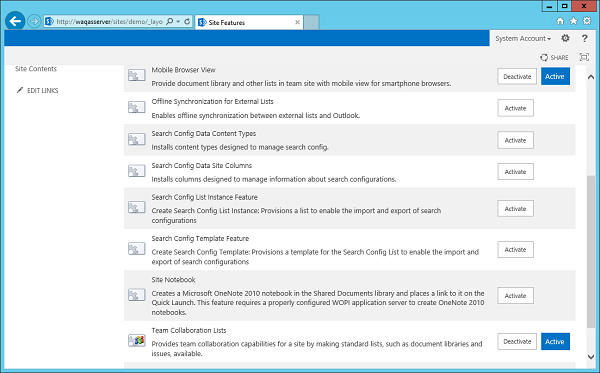 http://waqasserver/sites/demo/_layo
Site Features
System Account
SHARE
Site Contents
EDIT LINKS
Mobile Browser View
Provide document library and other lists in team site with mobile view for smartphone browsers.
Deactivate
Active
Offline Synchronization for External Lists
Enables offline synchronization between external lists and Outlook.
Activate
Search Config Data Content Types
Installs content types designed to manage search config.
Activate
Search Config Data Site Columns
Installs columns designed to manage information about search configurations.
Activate
Search Config List Instance Feature
Create Search Config List Instance: Provisions a list to enable the import and export of search
configurations
Activate
Search Config Template Feature
Create Search Config Template: Provisions a template for the Search Config List to enable the import and
export of search configurations
Activate
Site Notebook
Creates a Microsoft OneNote 2010 notebook in the Shared Documents library and places a link to it on the
Quick Launch. This feature requires a properly configured WOPI application server to create OneNote 2010
notebooks.
Activate
Team Collaboration Lists
Provides team collaboration capabilities for a site by making standard lists, such as document libraries and
issues, available.
Deactivate
Active